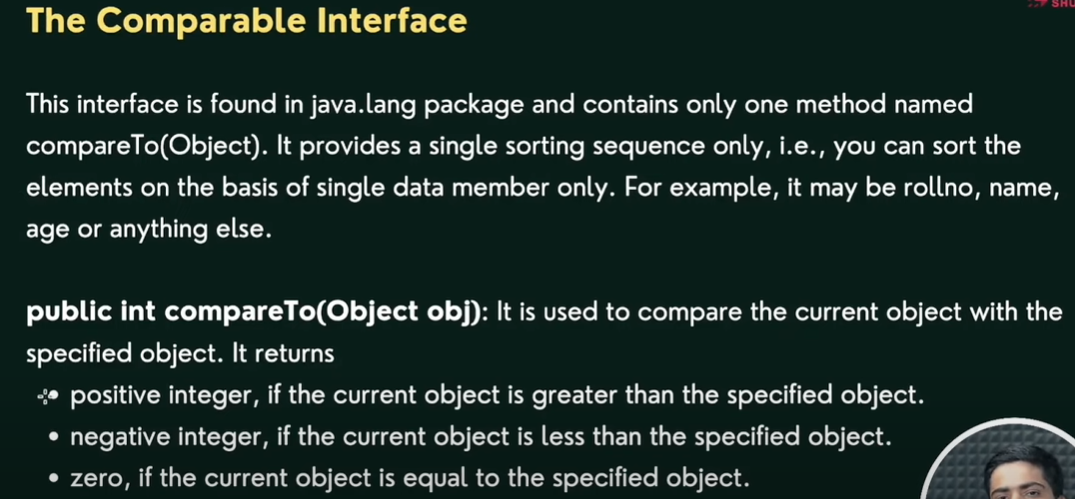 The Comparable Interface
This interface is found in java.lang package and contains only one method named
compareTo(Object). It provides a single sorting sequence only, i.e., you can sort the
elements on the basis of single data member only. For example, it may be rollno, name,
age or anything else.
public int compareTo(Object obj): It is used to compare the current object with the
specified object. It returns
positive integer, if the current object is greater than the specified object.
• negative integer, if the current object is less than the specified object.
• zero, if the current object is equal to the specified object.